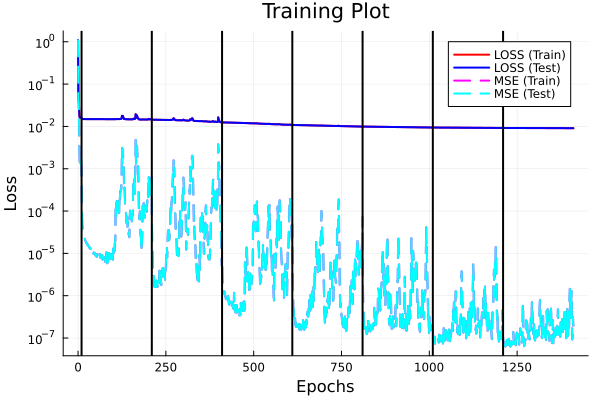 Training Plot
10⁰
10⁻¹
10⁻²
10⁻³
10⁻⁴
10⁻⁵
10⁻⁶
10⁻⁷
Loss
LOSS (Train)
LOSS (Test)
MSE (Train)
MSE (Test)
0 250 500 750 1000 1250
Epochs